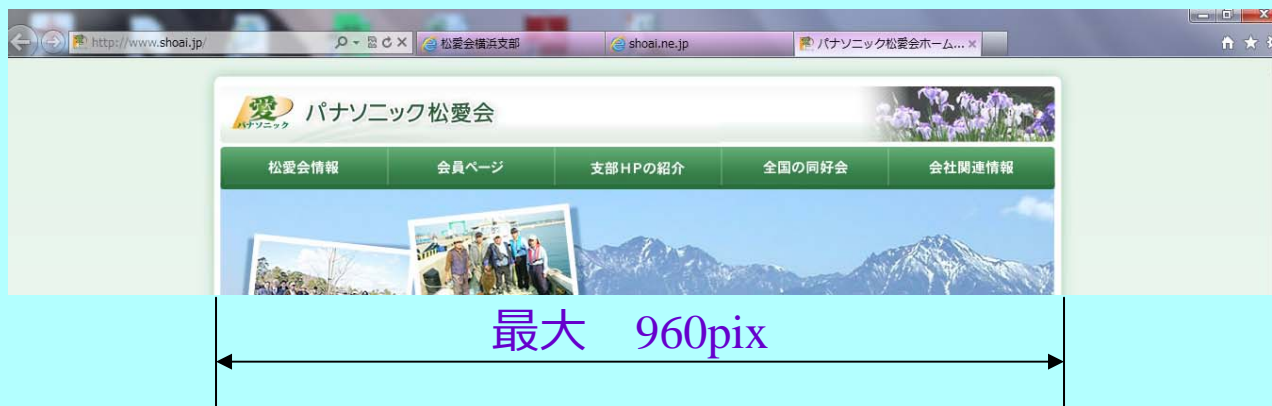 http://www.shoai.jp/
松愛会横浜支部
shoai.ne.jp
パナソニック松愛会ホーム...
愛
パナソニック
パナソニック松愛会
松愛会情報
会員ページ
支部HPの紹介
全国の同好会
会社関連情報
最大 960pix